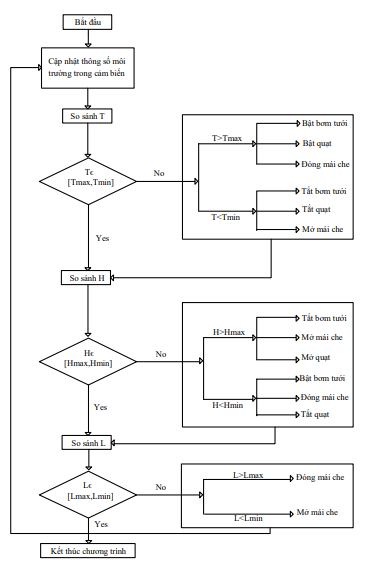 Bắt đầu
Cập nhật thông số môi
trường trong cảm biến
So sánh T
Tϵ
[Tmax,Tmin]
No
Yes
T>Tmax
Bật bơm tưới
Bật quạt
Đóng mái che
T<Tmin
Tắt bơm tưới
Tắt quạt
Mở mái che
So sánh H
Hϵ
[Hmax,Hmin]
No
Yes
H>Hmax
Tắt bơm tưới
Mở mái che
Mở quạt
H<Hmin
Bật bơm tưới
Đóng mái che
Tắt quạt
So sánh L
Lϵ
[Lmax,Lmin]
No
Yes
L>Lmax
Đóng mái che
L<Lmin
Mở mái che
Kết thúc chương trình